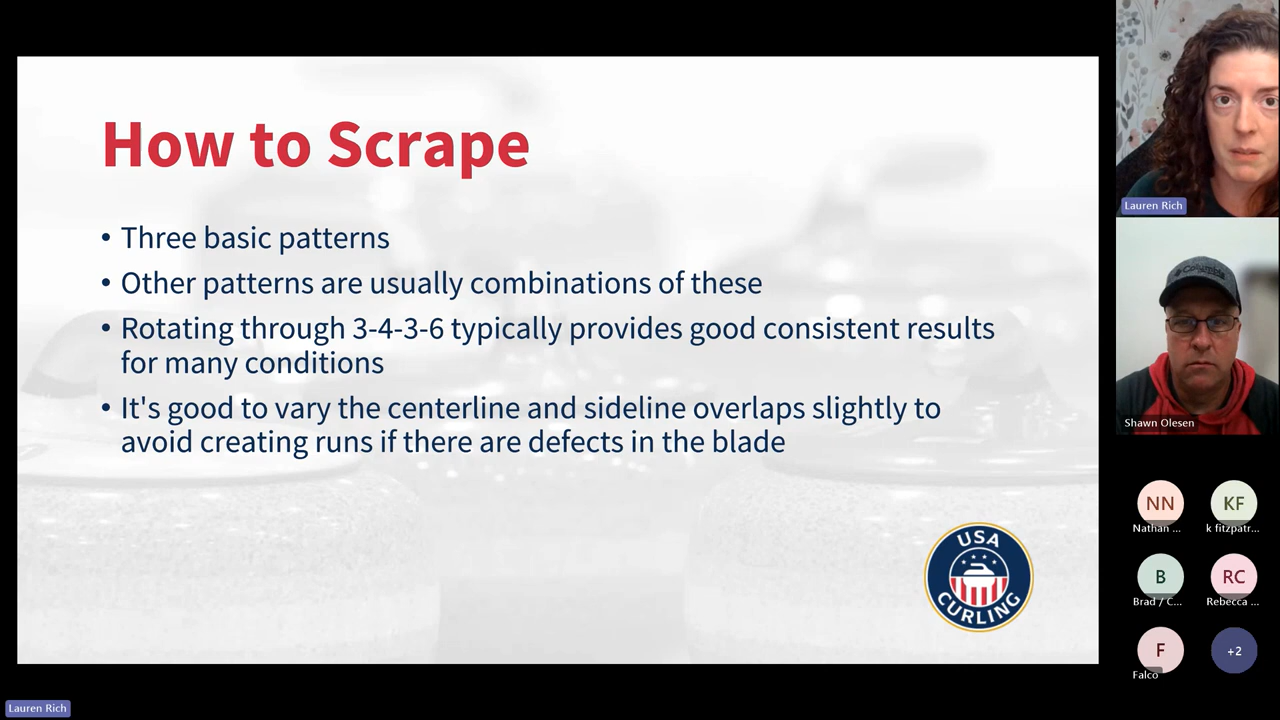 How to Scrape
• Three basic patterns
• Other patterns are usually combinations of these
• Rotating through 3-4-3-6 typically provides good consistent results
for many conditions
• It's good to vary the centerline and sideline overlaps slightly to
avoid creating runs if there are defects in the blade
USA
CURLING
Lauren Rich
Columbia
Shawn Olesen
NN
KF
Nathan ...
k fitzpatr...
B
RC
Brad / C...
Rebecca ...
F
+2
Falco
Lauren Rich